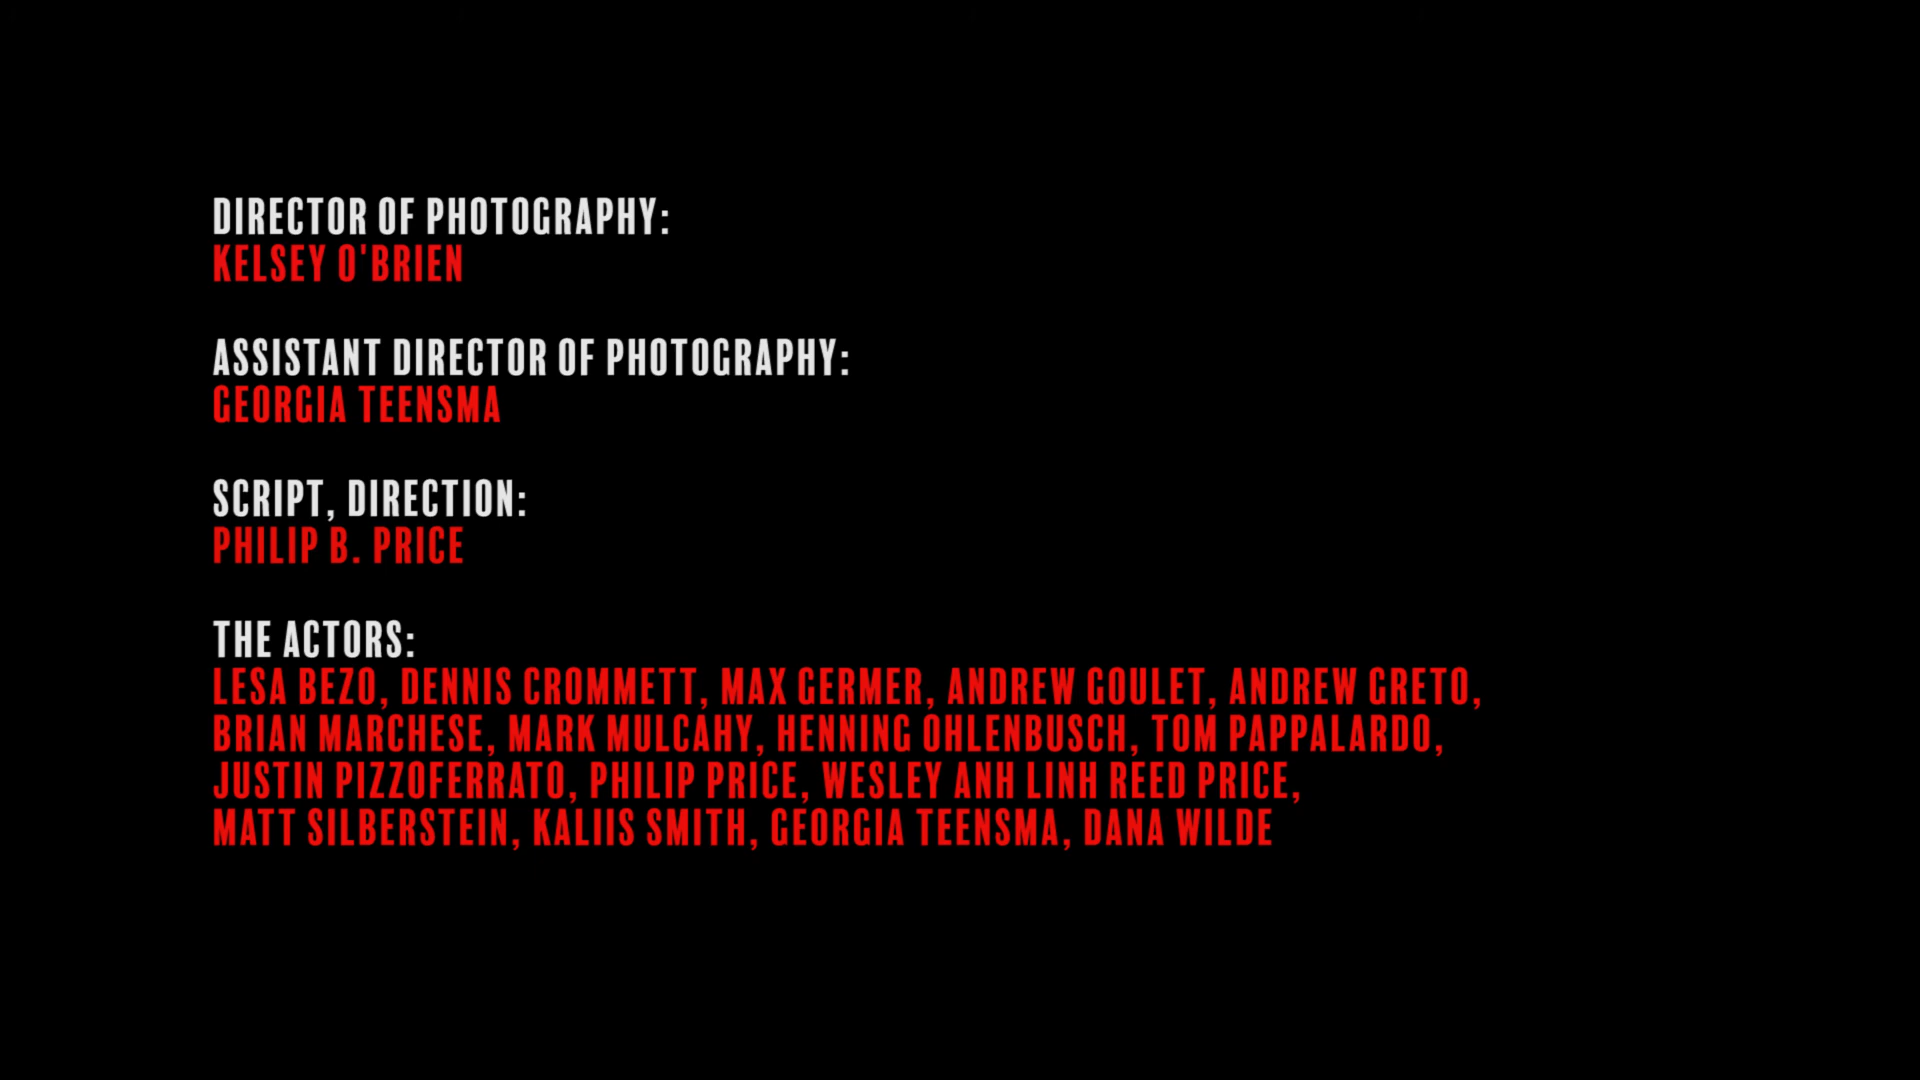 DIRECTOR OF PHOTOGRAPHY:
KELSEY O'BRIEN
ASSISTANT DIRECTOR OF PHOTOGRAPHY:
GEORGIA TEENSMA
SCRIPT, DIRECTION:
PHILIP B. PRICE
THE ACTORS:
LESA BEZO, DENNIS CROMMETT, MAX GERMER, ANDREW GOULET, ANDREW GRETO,
BRIAN MARCHESE, MARK MULCAHY, HENNING OHLENBUSCH, TOM PAPPALARDO,
JUSTIN PIZZOFERRATO, PHILIP PRICE, WESLEY ANH LINH REED PRICE,
MATT SILBERSTEIN, KALIIS SMITH, GEORGIA TEENSMA, DANA WILDE